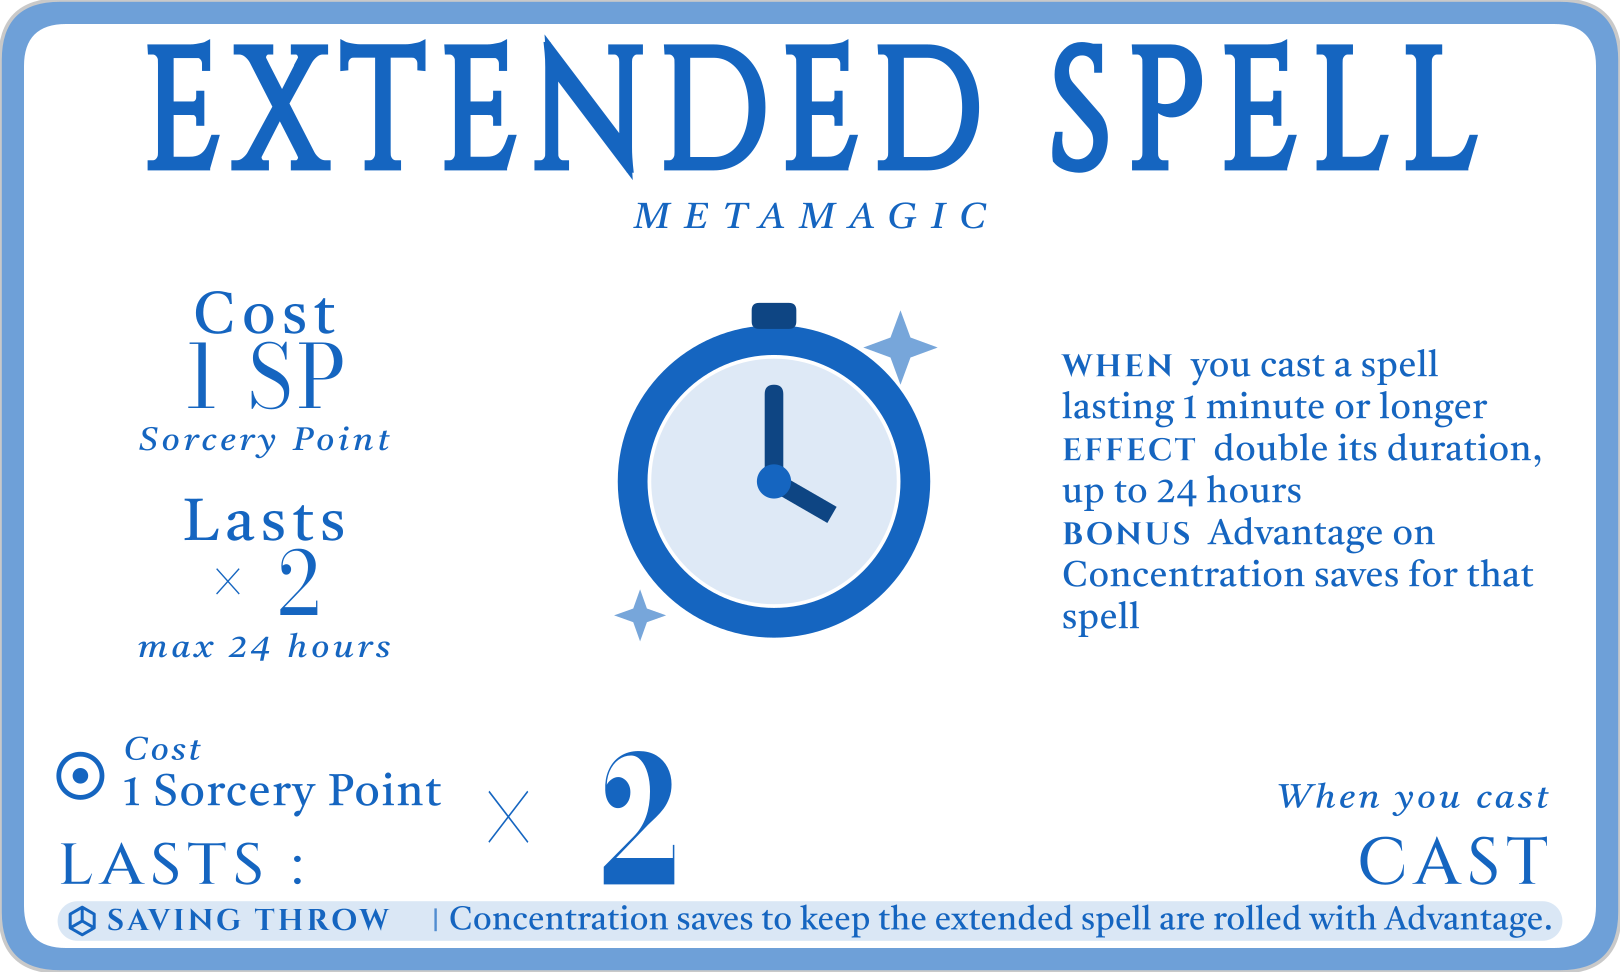 EXTENDED SPELL
METAMAGIC
Cost
1 SP
Sorcery Point
Lasts
× 2
max 24 hours
WHEN you cast a spell
lasting 1 minute or longer
EFFECT double its duration,
up to 24 hours
BONUS Advantage on
Concentration saves for that
spell
Cost
1 Sorcery Point
LASTS :
× 2
When you cast
CAST
SAVING THROW | Concentration saves to keep the extended spell are rolled with Advantage.